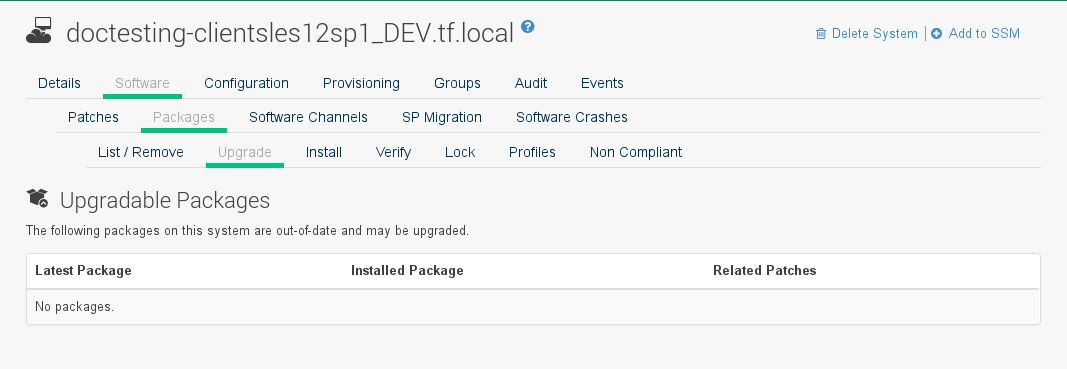 doctesting-clientsles12sp1_DEV.tf.local ?
Delete System | Add to SSM
Details Software Configuration Provisioning Groups Audit Events
Patches Packages Software Channels SP Migration Software Crashes
List / Remove Upgrade Install Verify Lock Profiles Non Compliant
Upgradable Packages
The following packages on this system are out-of-date and may be upgraded.
Latest Package Installed Package Related Patches
No packages.